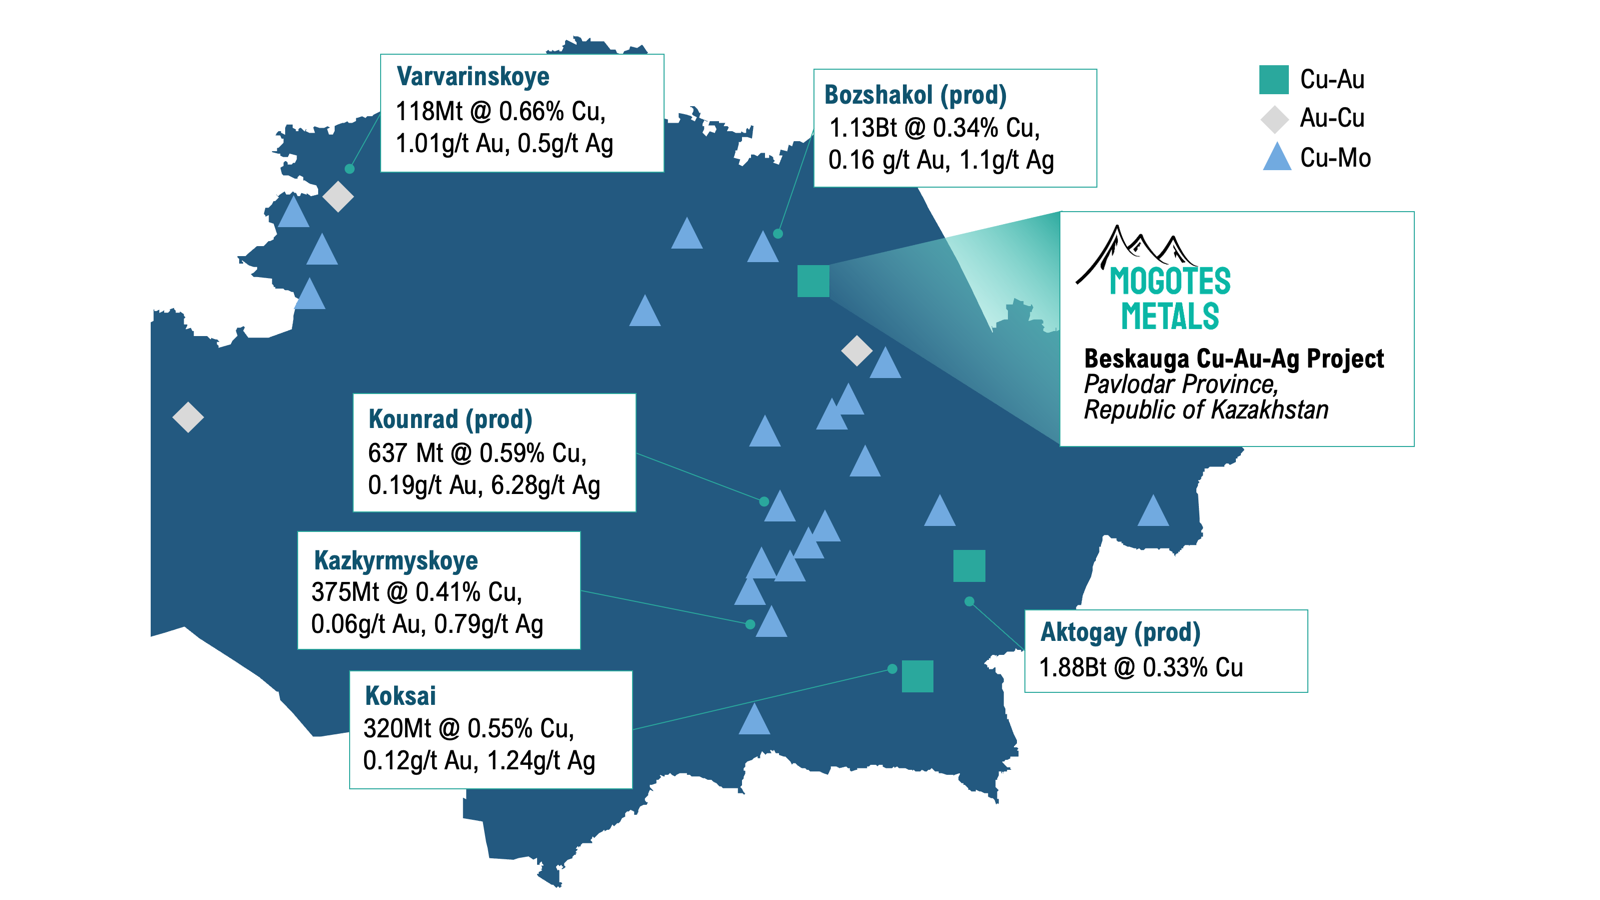 Varvarinskoye
118Mt @ 0.66% Cu,
1.01g/t Au, 0.5g/t Ag
Bozshakol (prod)
1.13Bt @ 0.34% Cu,
0.16 g/t Au, 1.1g/t Ag
Cu-Au
Au-Cu
Cu-Mo
MOGOTES
METALS
Beskauga Cu-Au-Ag Project
Pavlodar Province,
Republic of Kazakhstan
Kounrad (prod)
637 Mt @ 0.59% Cu,
0.19g/t Au, 6.28g/t Ag
Kazkyrmyskoye
375Mt @ 0.41% Cu,
0.06g/t Au, 0.79g/t Ag
Aktogay (prod)
1.88Bt @ 0.33% Cu
Koksai
320Mt @ 0.55% Cu,
0.12g/t Au, 1.24g/t Ag